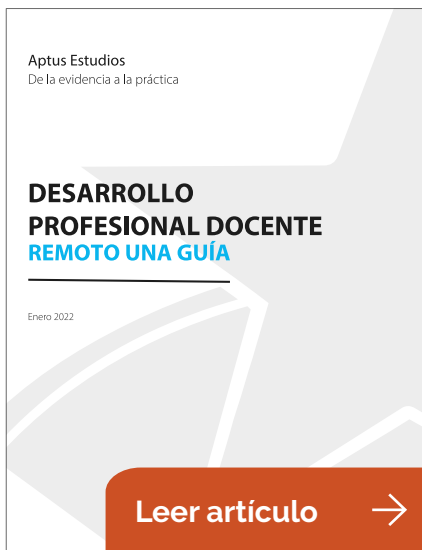 Aptus Estudios
De la evidencia a la práctica
DESARROLLO
PROFESIONAL DOCENTE
REMOTO UNA GUÍA
Enero 2022
Leer artículo